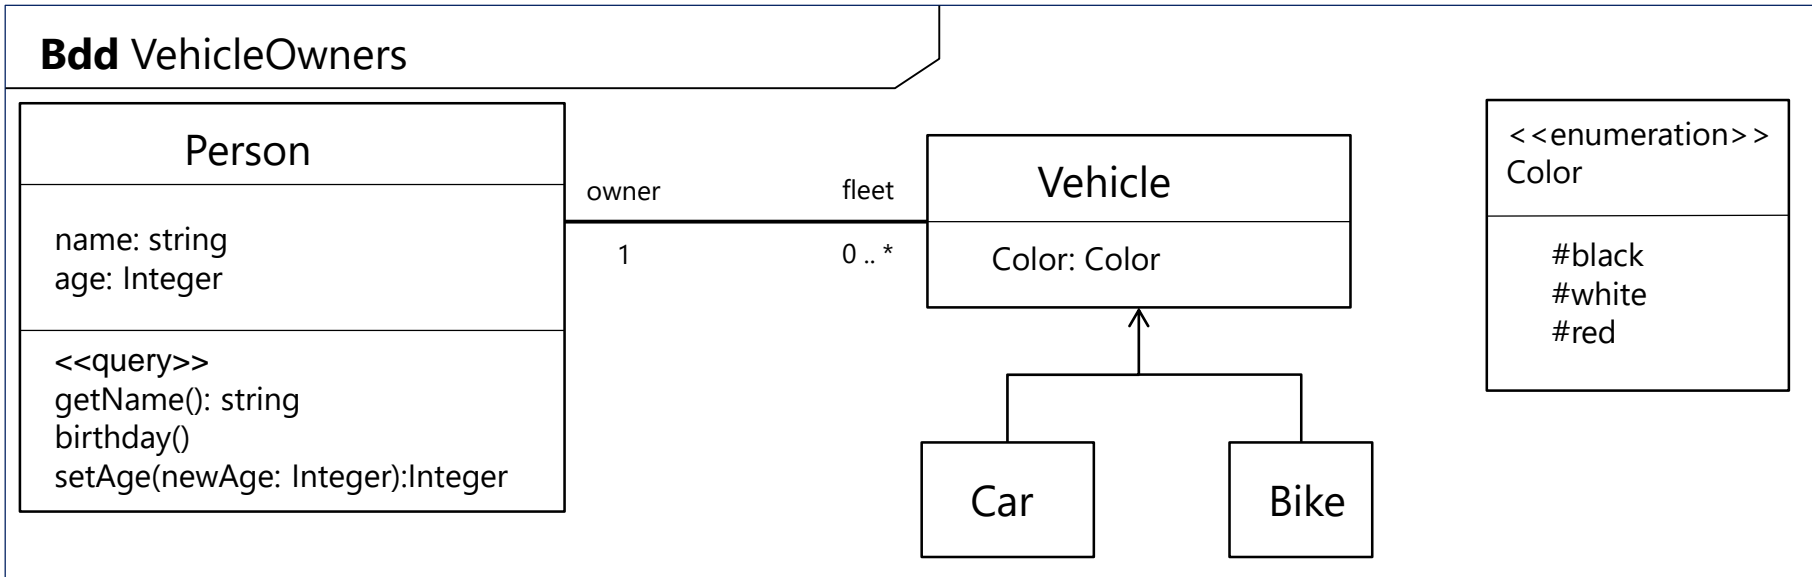 Bdd VehicleOwners
Person
name: string
age: Integer
<<query>>
getName(): string
birthday()
setAge(newAge: Integer):Integer
owner
1
fleet
0 .. *
Vehicle
Color: Color
Car
Bike
<<enumeration>>
Color
#black
#white
#red